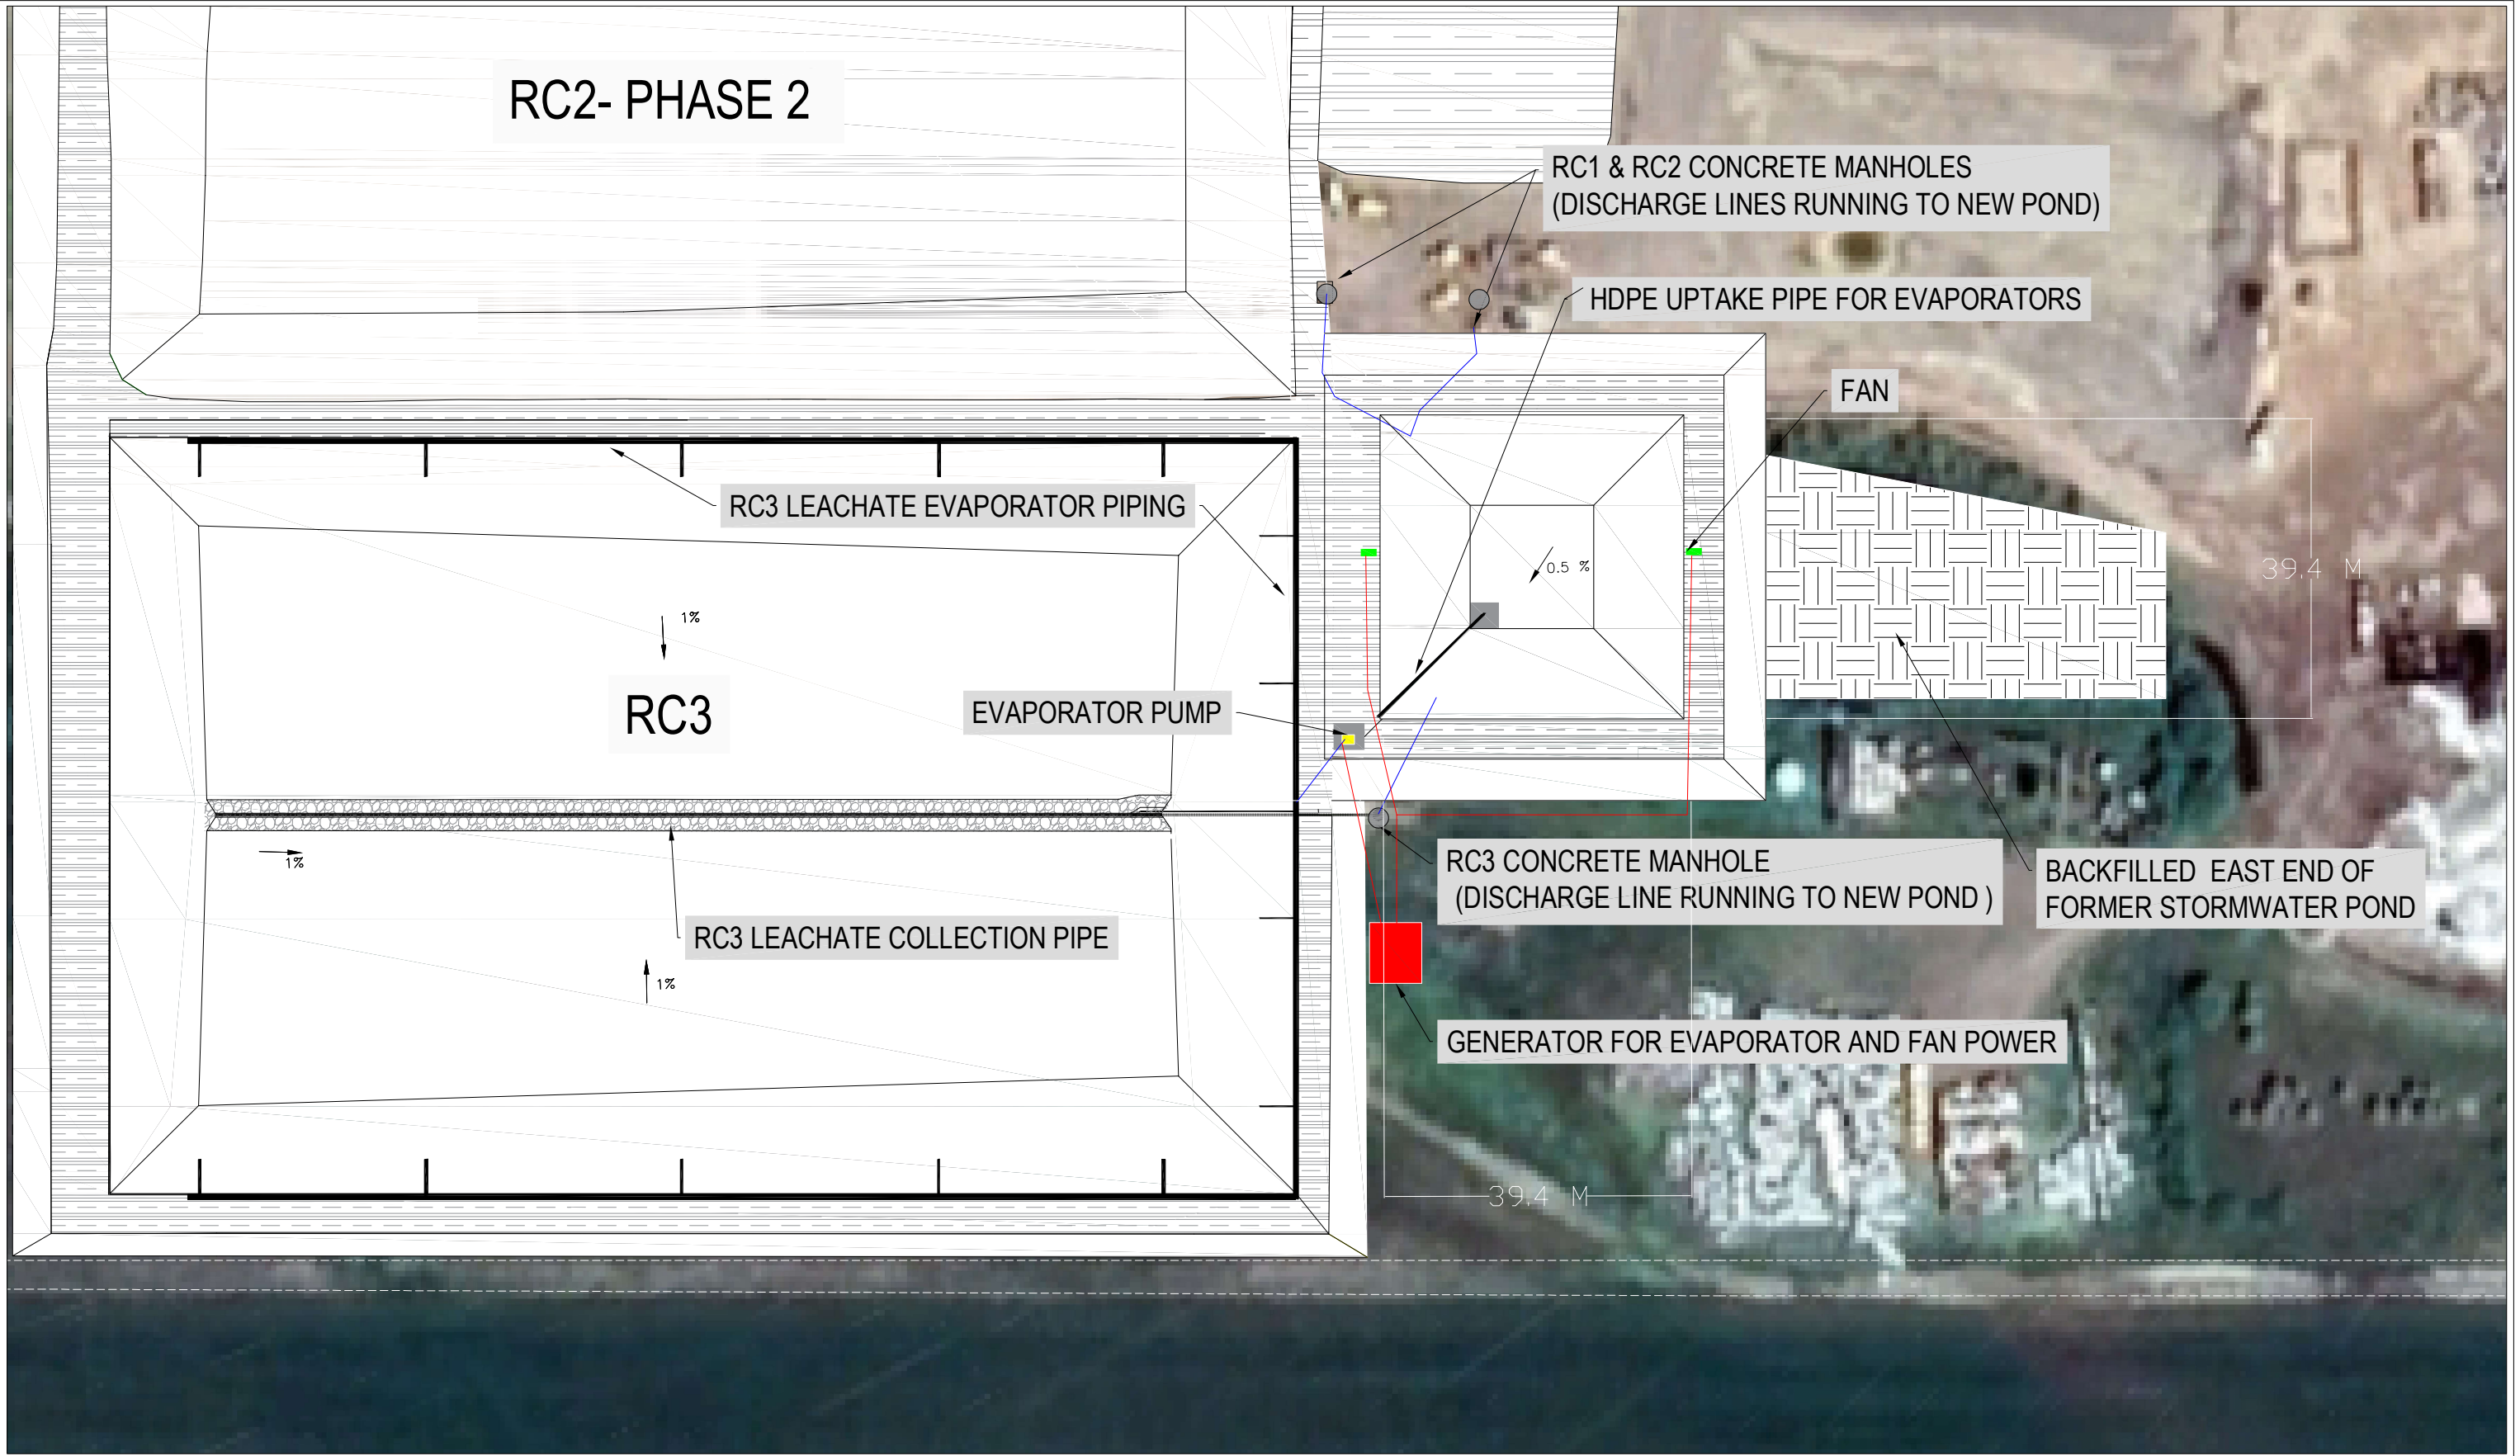 RC2- PHASE 2
RC1 & RC2 CONCRETE MANHOLES
(DISCHARGE LINES RUNNING TO NEW POND)
HDPE UPTAKE PIPE FOR EVAPORATORS
FAN
RC3 LEACHATE EVAPORATOR PIPING
0.5 %
39.4 M
1%
RC3
EVAPORATOR PUMP
1%
RC3 CONCRETE MANHOLE
(DISCHARGE LINE RUNNING TO NEW POND )
BACKFILLED EAST END OF
FORMER STORMWATER POND
RC3 LEACHATE COLLECTION PIPE
1%
GENERATOR FOR EVAPORATOR AND FAN POWER
39.4 M